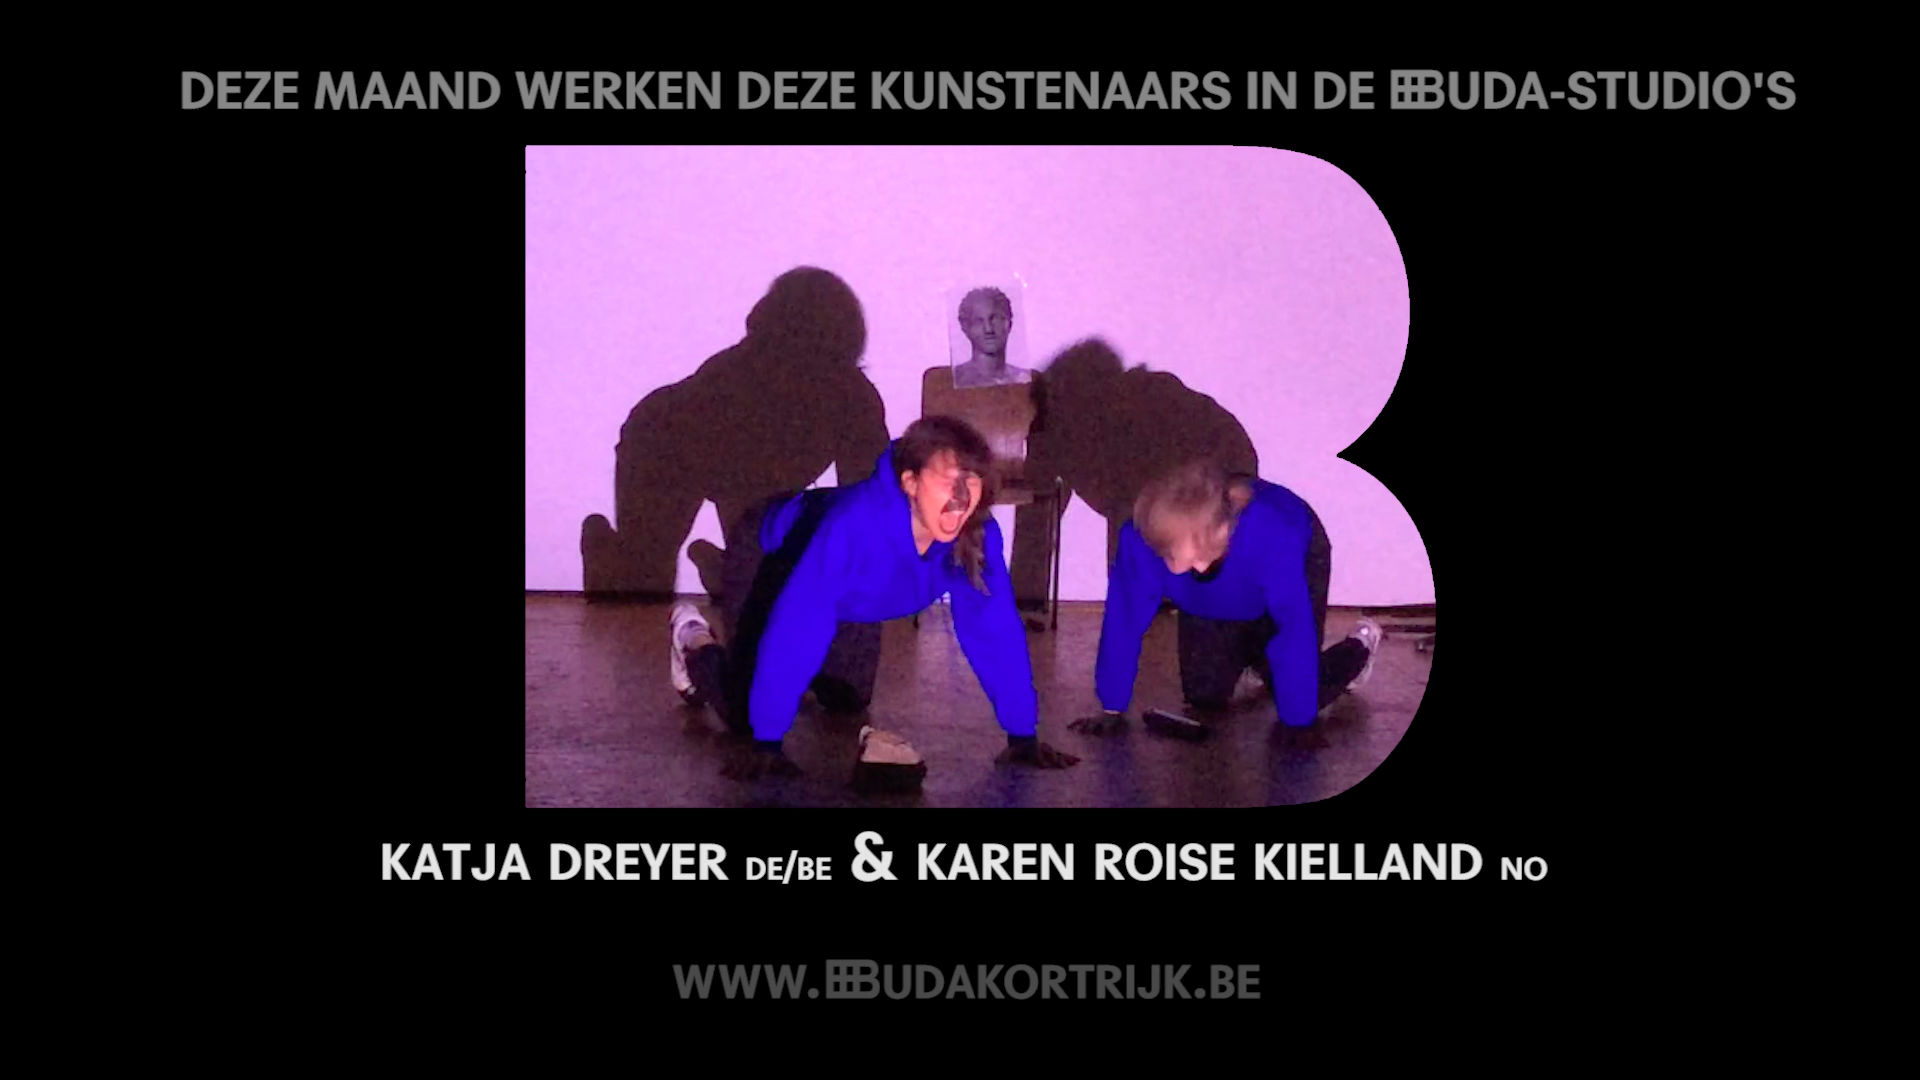 DEZE MAAND WERKEN DEZE KUNSTENAARS IN DE BUDA-STUDIO'S
KATJA DREYER DE/BE & KAREN ROISE KIELLAND NO
WWW.BUDAKORTRIJK.BE